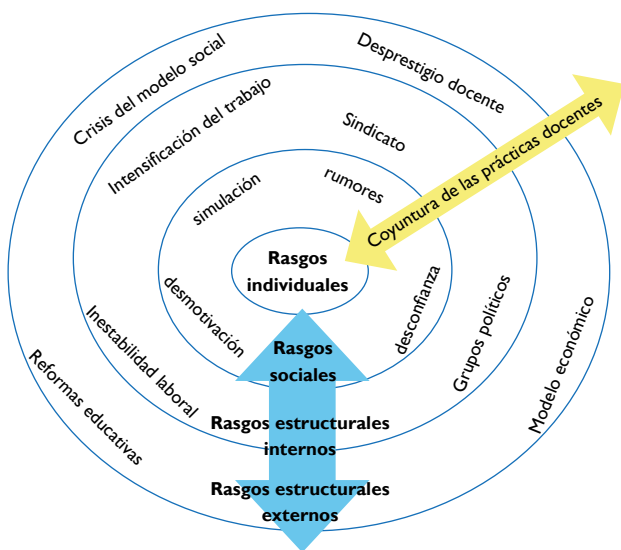 Crisis del modelo social
Desprestigio docente
Intensificación del trabajo
Sindicato
Coyuntura de las prácticas docentes
simulación
rumores
Rasgos
individuales
desmotivación
desconfianza
Inestabilidad laboral
Grupos políticos
Reformas educativas
Modelo económico
Rasgos
sociales
Rasgos estructurales
internos
Rasgos estructurales
externos